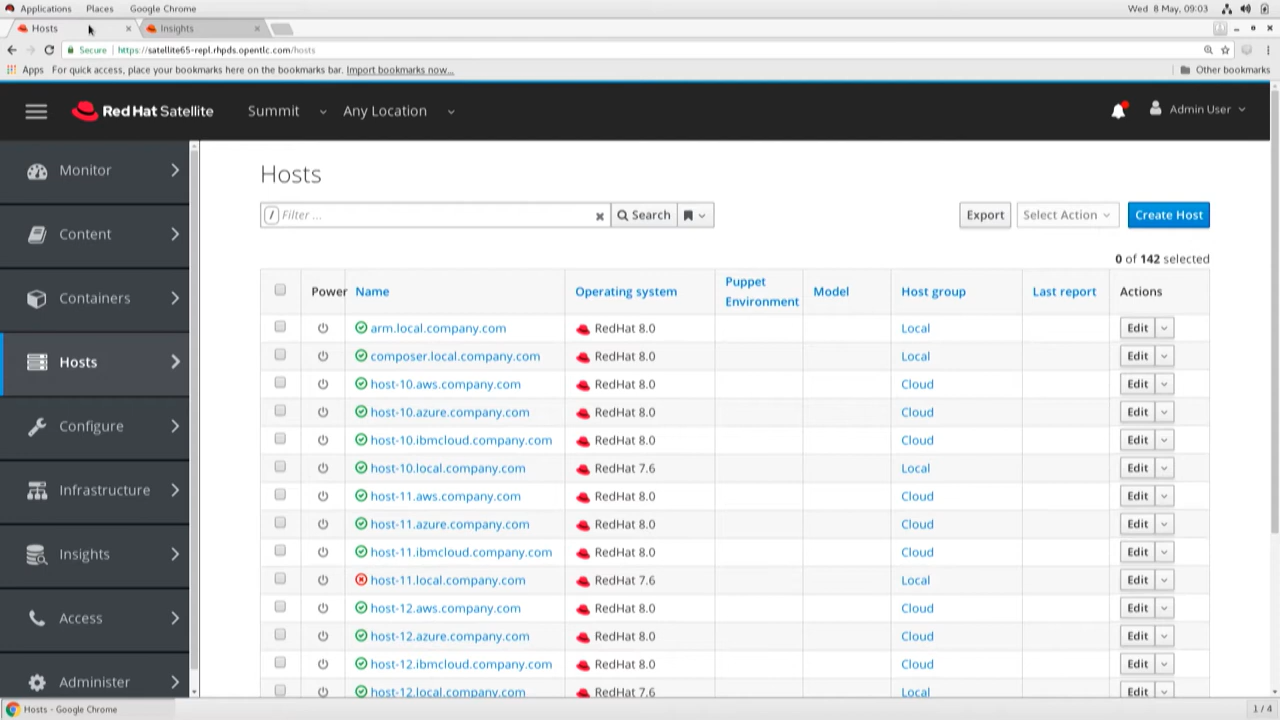 Applications Places Google Chrome Wed 8 May, 09:03
Hosts Insights
Secure https://satellite65-repl.rhpds.opentlc.com/hosts
Apps For quick access, place your bookmarks here on the bookmarks bar. Import bookmarks now... Other bookmarks
Red Hat Satellite Summit Any Location Admin User
Monitor
Content
Containers
Hosts
Configure
Infrastructure
Insights
Access
Administer
Hosts
/ Filter ... Search Export Select Action Create Host
0 of 142 selected
Power Name Operating system Puppet Environment Model Host group Last report Actions
arm.local.company.com RedHat 8.0 Local Edit
composer.local.company.com RedHat 8.0 Local Edit
host-10.aws.company.com RedHat 8.0 Cloud Edit
host-10.azure.company.com RedHat 8.0 Cloud Edit
host-10.ibmcloud.company.com RedHat 8.0 Cloud Edit
host-10.local.company.com RedHat 7.6 Local Edit
host-11.aws.company.com RedHat 8.0 Cloud Edit
host-11.azure.company.com RedHat 8.0 Cloud Edit
host-11.ibmcloud.company.com RedHat 8.0 Cloud Edit
host-11.local.company.com RedHat 7.6 Local Edit
host-12.aws.company.com RedHat 8.0 Cloud Edit
host-12.azure.company.com RedHat 8.0 Cloud Edit
host-12.ibmcloud.company.com RedHat 8.0 Cloud Edit
host-12.local.company.com RedHat 7.6 Local Edit
Hosts - Google Chrome 1 / 4